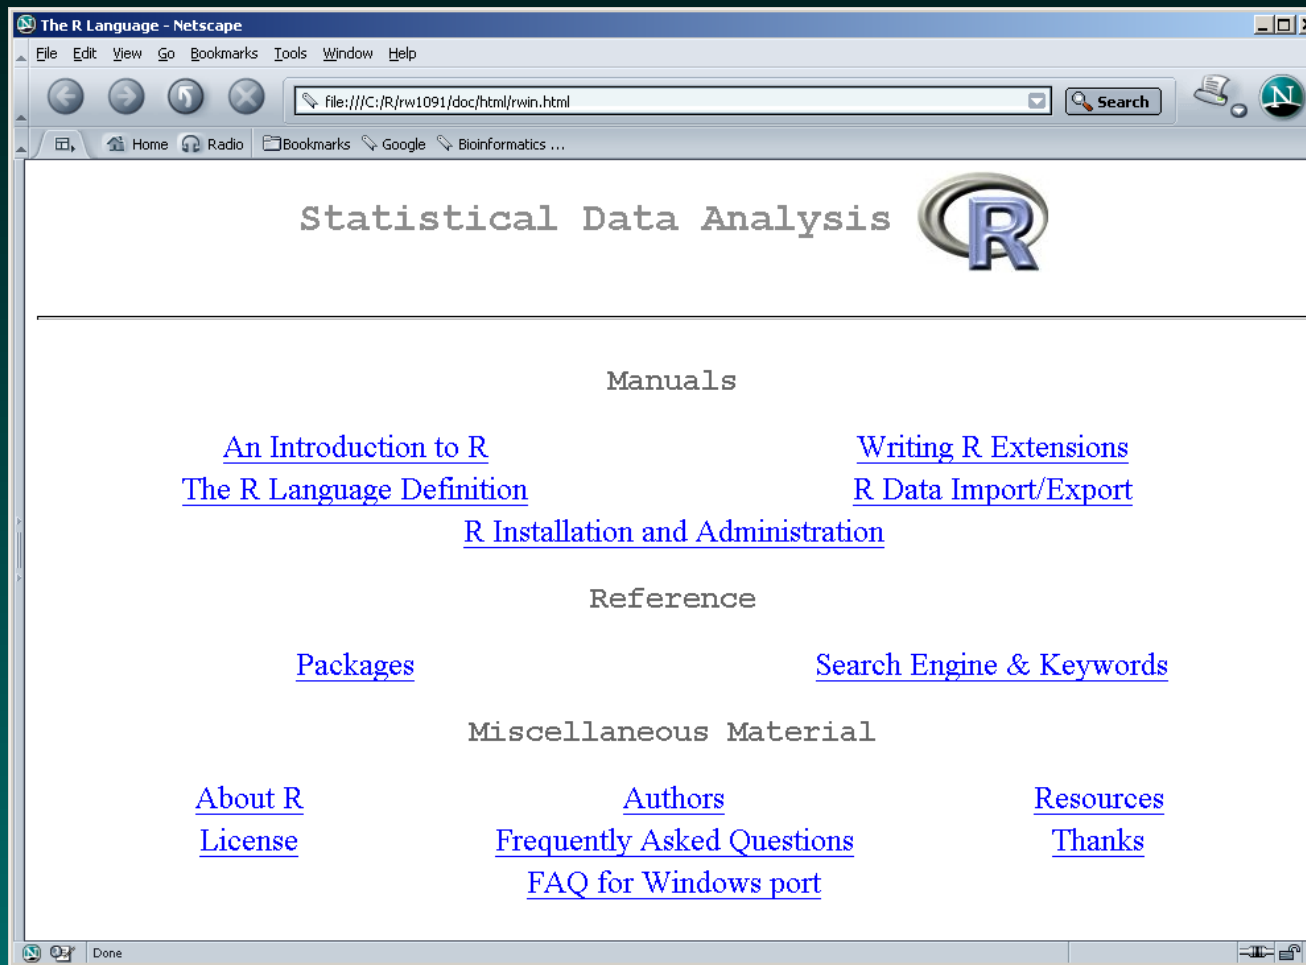 The R Language - Netscape
File Edit View Go Bookmarks Tools Window Help
file:///C:/R/rw1091/doc/html/rwin.html Search N
Home Radio Bookmarks Google Bioinformatics ...
Statistical Data Analysis R
Manuals
An Introduction to R Writing R Extensions
The R Language Definition R Data Import/Export
R Installation and Administration
Reference
Packages Search Engine & Keywords
Miscellaneous Material
About R Authors Resources
License Frequently Asked Questions Thanks
FAQ for Windows port
Done